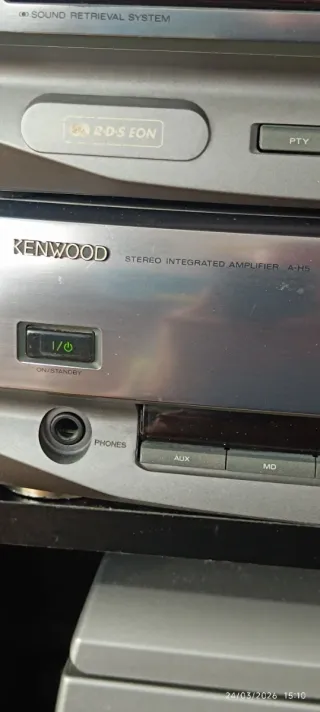 SOUND RETRIEVAL SYSTEM
R·D·S EON
PTY
KENWOOD
STEREO INTEGRATED AMPLIFIER A-H5
I/⏻
ON/STANDBY
PHONES
AUX
MD
24/03/2026 15:10